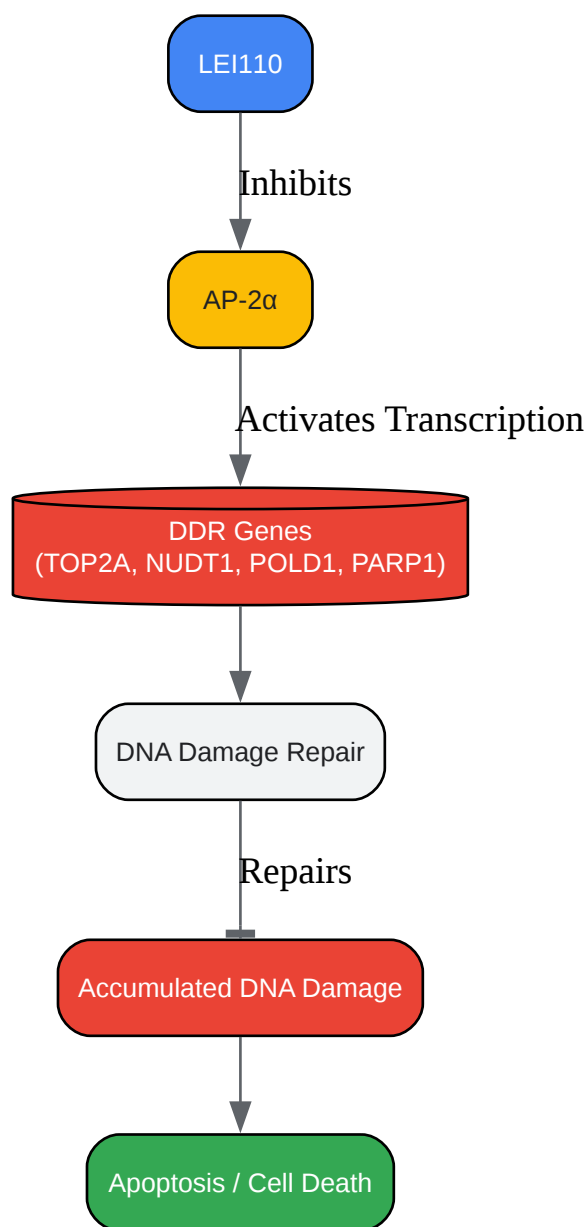 LEI110
Inhibits
AP-2α
Activates Transcription
DDR Genes
(TOP2A, NUDT1, POLD1, PARP1)
DNA Damage Repair
Repairs
Accumulated DNA Damage
Apoptosis / Cell Death